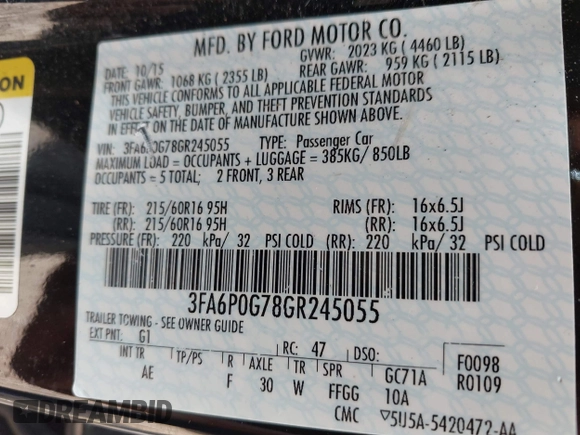 MFD. BY FORD MOTOR CO.
DATE: 10/15 GVWR: 2023 KG ( 4460 LB)
FRONT GAWR: 1068 KG ( 2355 LB) REAR GAWR: 959 KG ( 2115 LB)
THIS VEHICLE CONFORMS TO ALL APPLICABLE FEDERAL MOTOR
VEHICLE SAFETY, BUMPER, AND THEFT PREVENTION STANDARDS
IN EFFECT ON THE DATE OF MANUFACTURE SHOWN ABOVE.
VIN: 3FA6P0G78GR245055 TYPE: Passenger Car
MAXIMUM LOAD = OCCUPANTS + LUGGAGE = 385KG/ 850LB
OCCUPANTS = 5 TOTAL; 2 FRONT, 3 REAR
TIRE (FR): 215/60R16 95H RIMS (FR): 16x6.5J
(RR): 215/60R16 95H (RR): 16x6.5J
PRESSURE (FR): 220 kPa/ 32 PSI COLD (RR): 220 kPa/ 32 PSI COLD
3FA6P0G78GR245055
TRAILER TOWING - SEE OWNER GUIDE
EXT PNT: G1 RC: 47 DSO: F0098
INT TR TP/PS R AXLE TR SPR GC71A R0109
AE F 30 W FFGG 10A
CMC 5U5A-5420472-AA
ON
DREAMBID